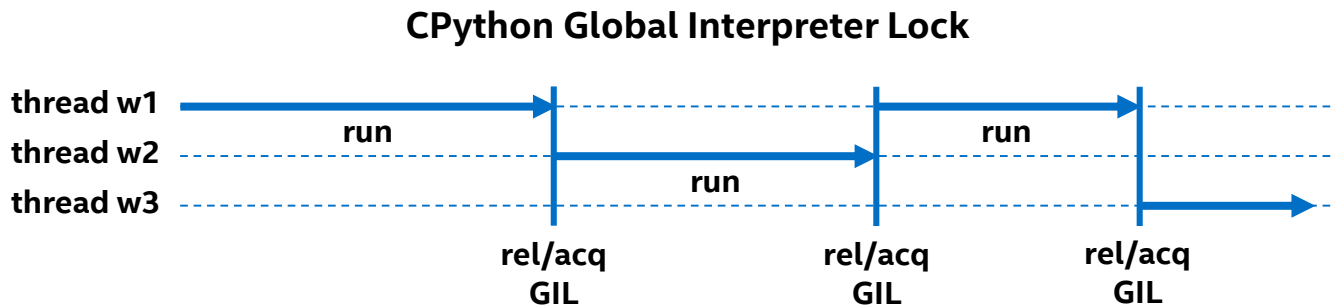 CPython Global Interpreter Lock
thread w1
run
run
thread w2
run
thread w3
rel/acq
GIL
rel/acq
GIL
rel/acq
GIL